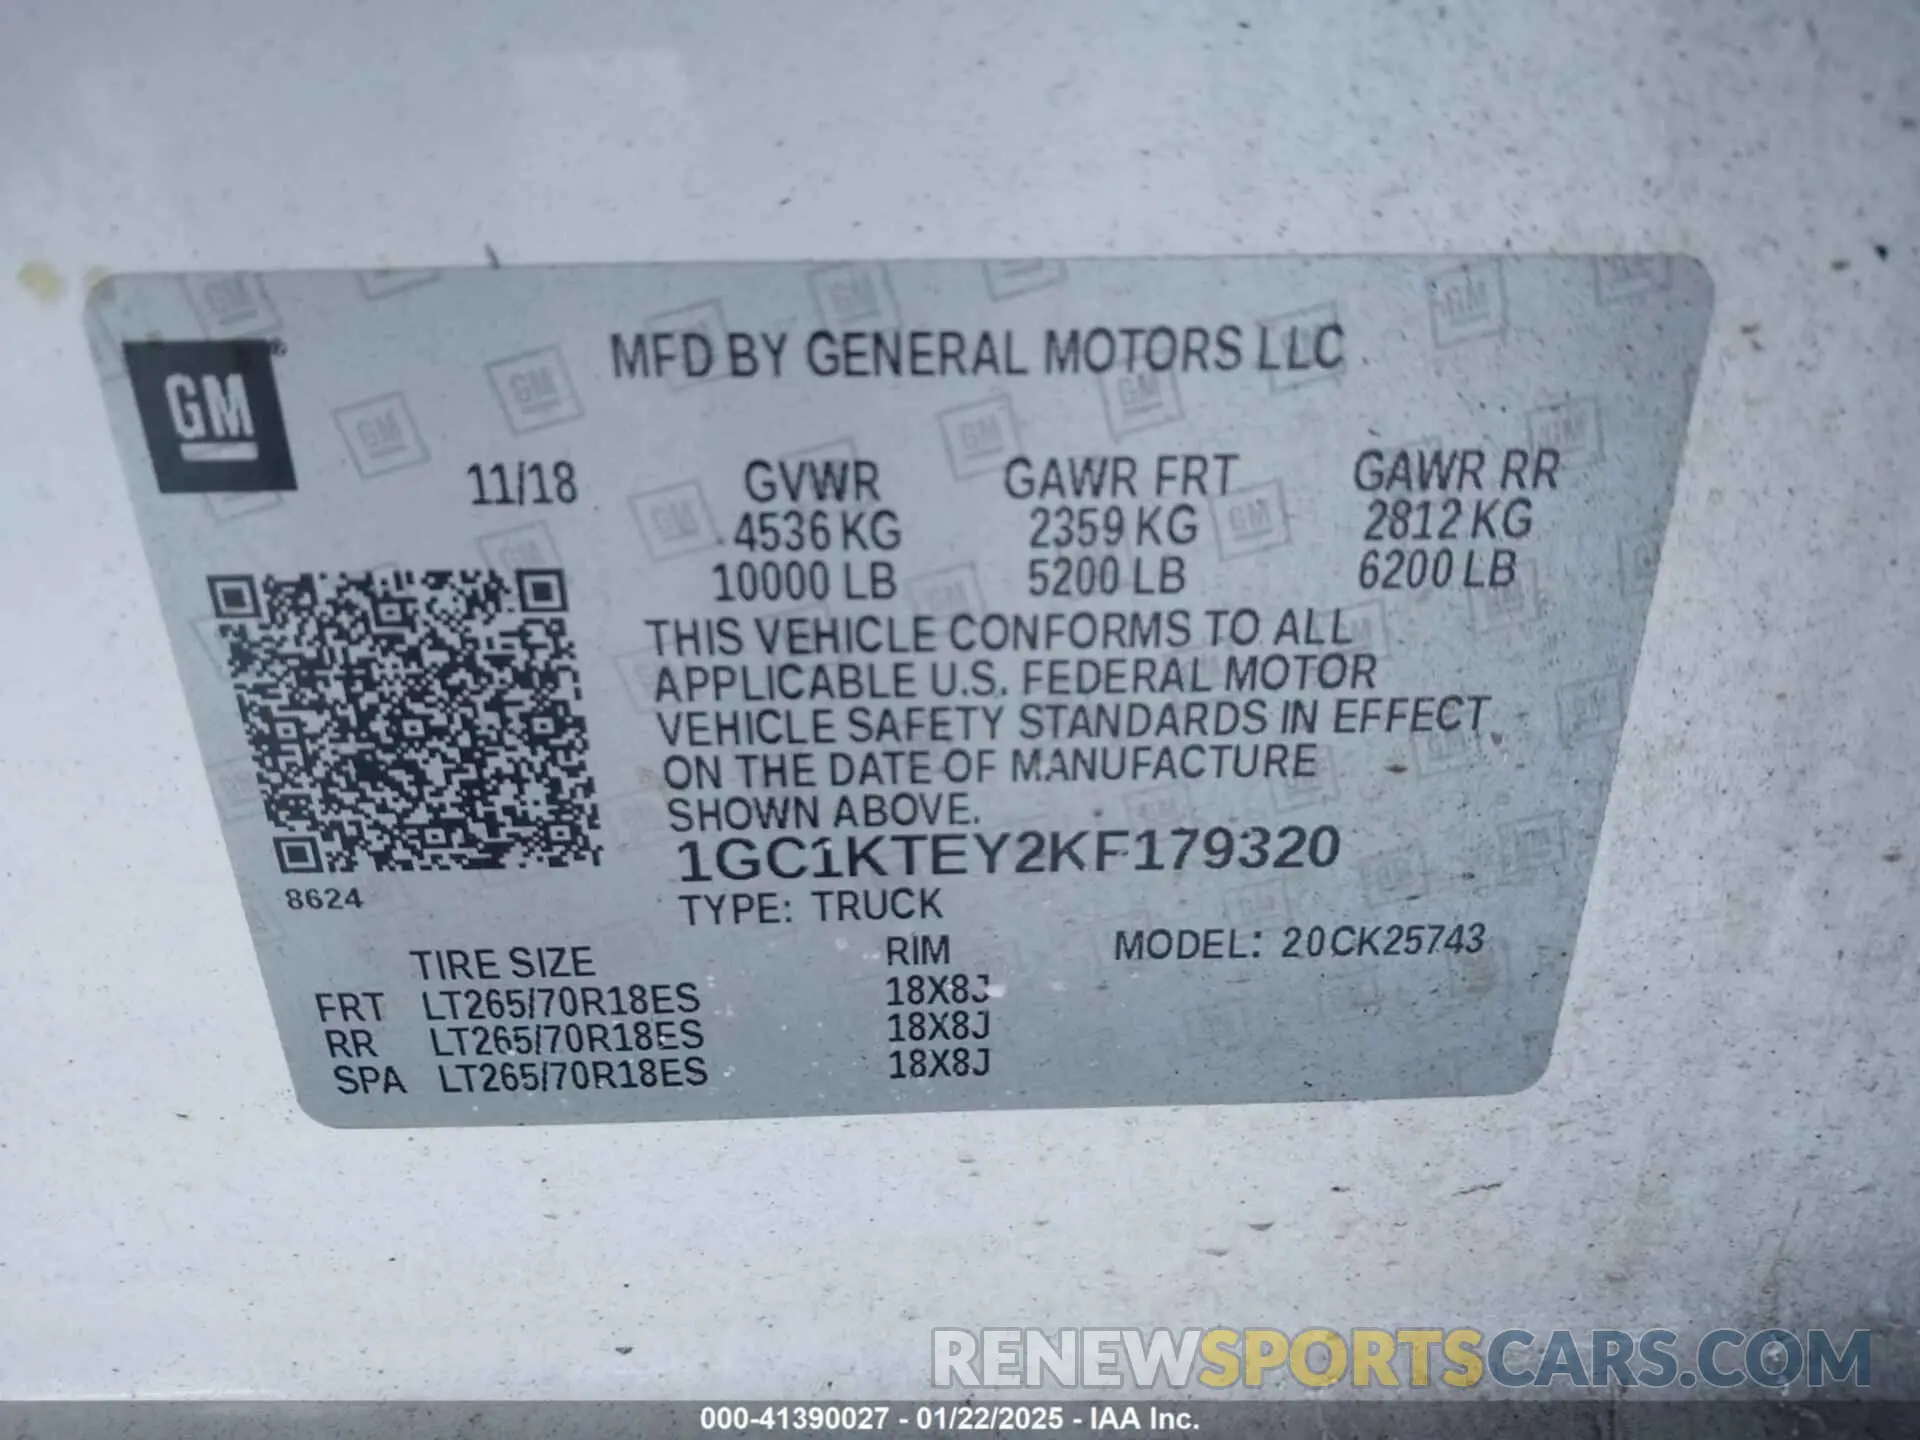 MFD BY GENERAL MOTORS LLC
GM
11/18 GVWR GAWR FRT GAWR RR
4536 KG 2359 KG 2812 KG
10000 LB 5200 LB 6200 LB
THIS VEHICLE CONFORMS TO ALL
APPLICABLE U.S. FEDERAL MOTOR
VEHICLE SAFETY STANDARDS IN EFFECT
ON THE DATE OF MANUFACTURE
SHOWN ABOVE.
1GC1KTEY2KF179320
8624
TYPE: TRUCK
TIRE SIZE RIM MODEL: 20CK25743
FRT LT265/70R18ES 18X8J
RR LT265/70R18ES 18X8J
SPA LT265/70R18ES 18X8J
RENEWSPORTSCARS.COM
000-41390027 - 01/22/2025 - IAA Inc.